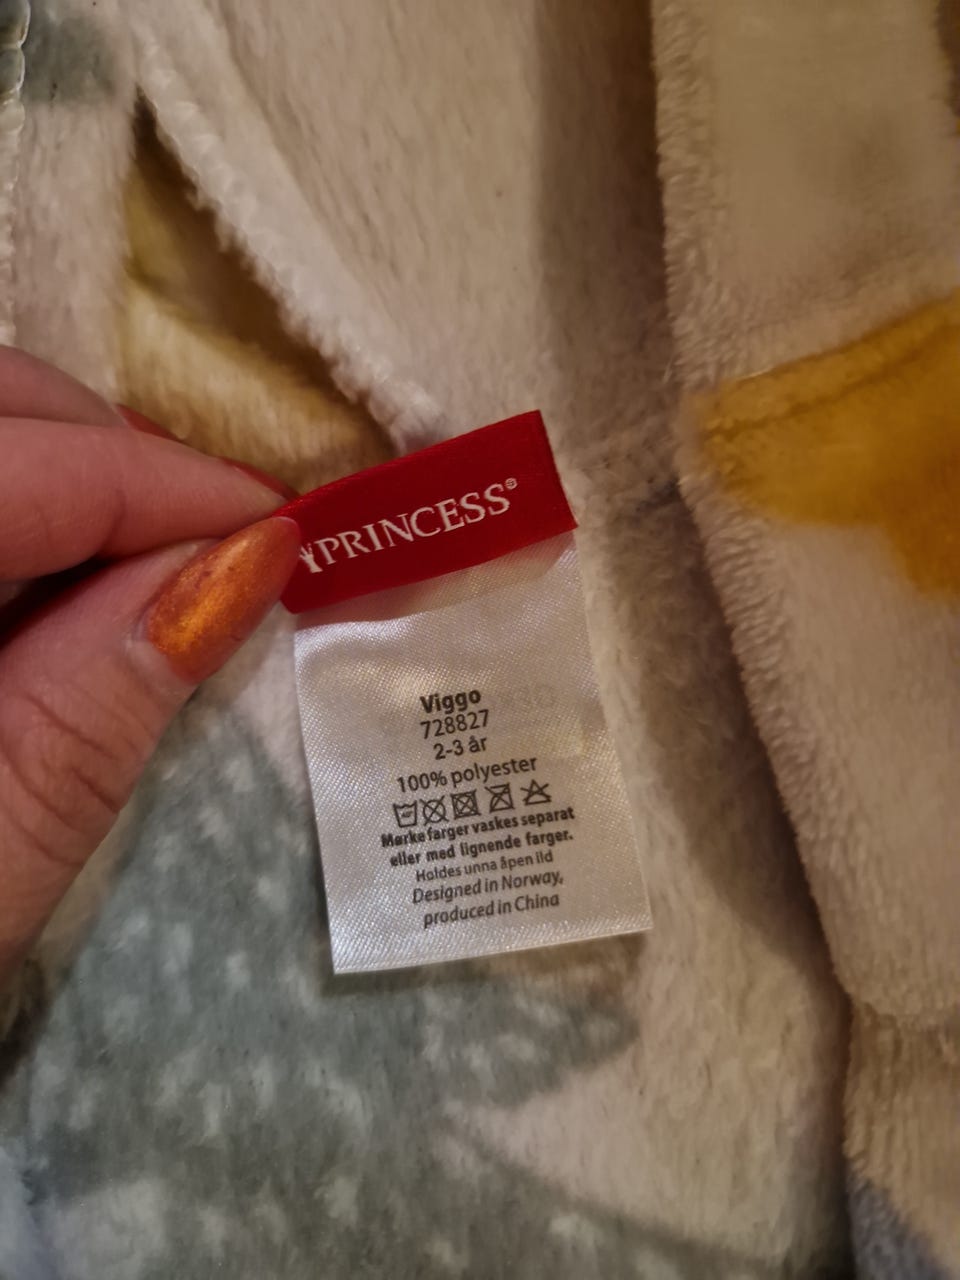 YPRINCESS®
Viggo
728827
2-3 år
100% polyester
Mørke farger vaskes separat
eller med lignende farger.
Holdes unna åpen ild
Designed in Norway,
produced in China